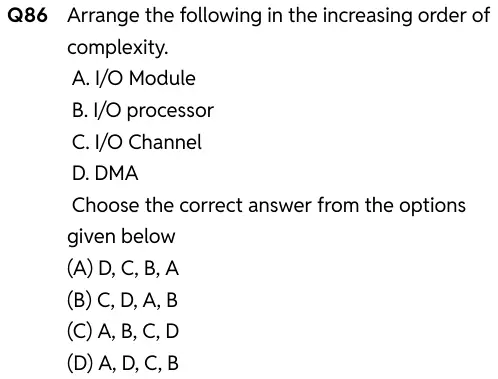 Q86 Arrange the following in the increasing order of
complexity.
A. I/O Module
B. I/O processor
C. I/O Channel
D. DMA
Choose the correct answer from the options
given below
(A) D, C, B, A
(B) C, D, A, B
(C) A, B, C, D
(D) A, D, C, B